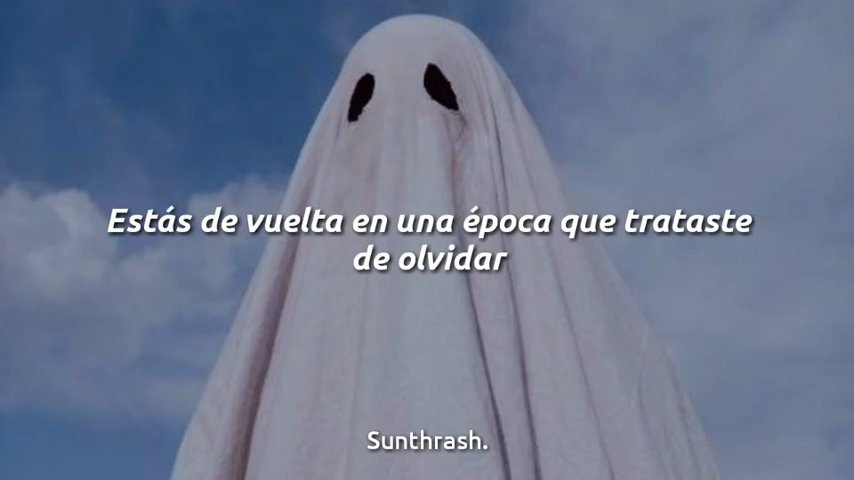 Estás de vuelta en una época que trataste
de olvidar
Sunthrash.